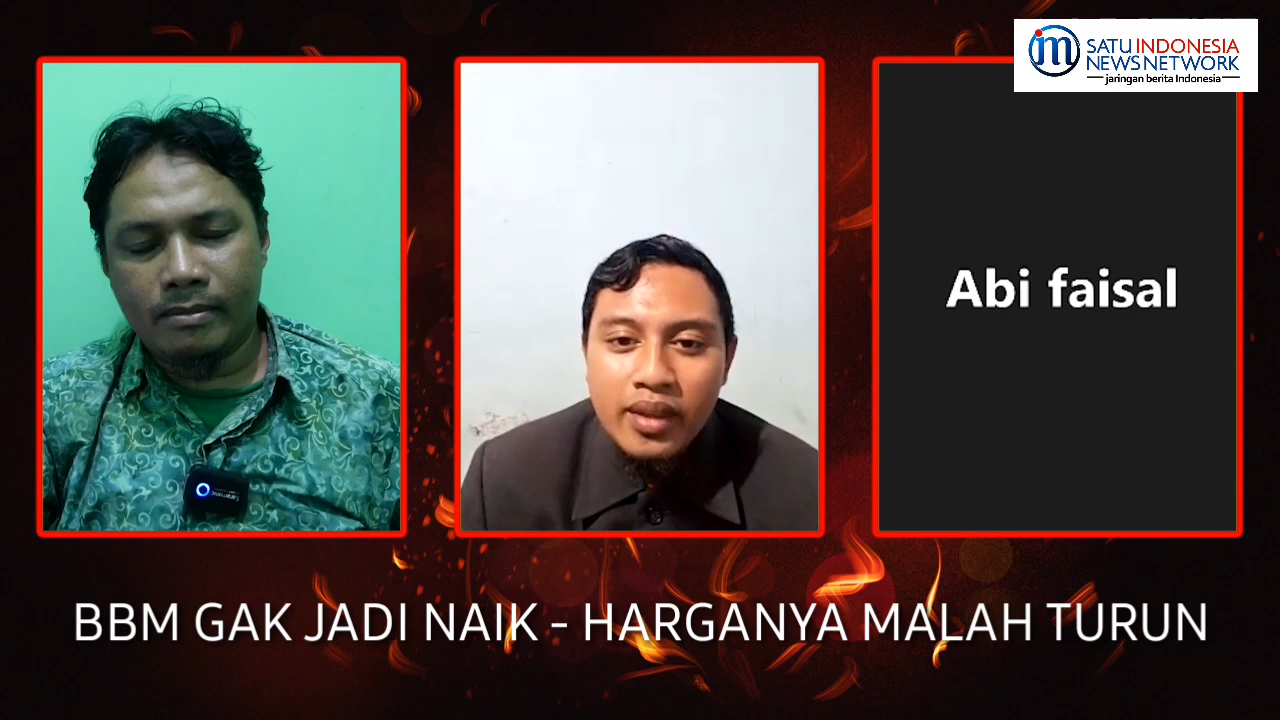 SATU INDONESIA
NEWS NETWORK
jaringan berita Indonesia
Abi faisal
BBM GAK JADI NAIK - HARGANYA MALAH TURUN